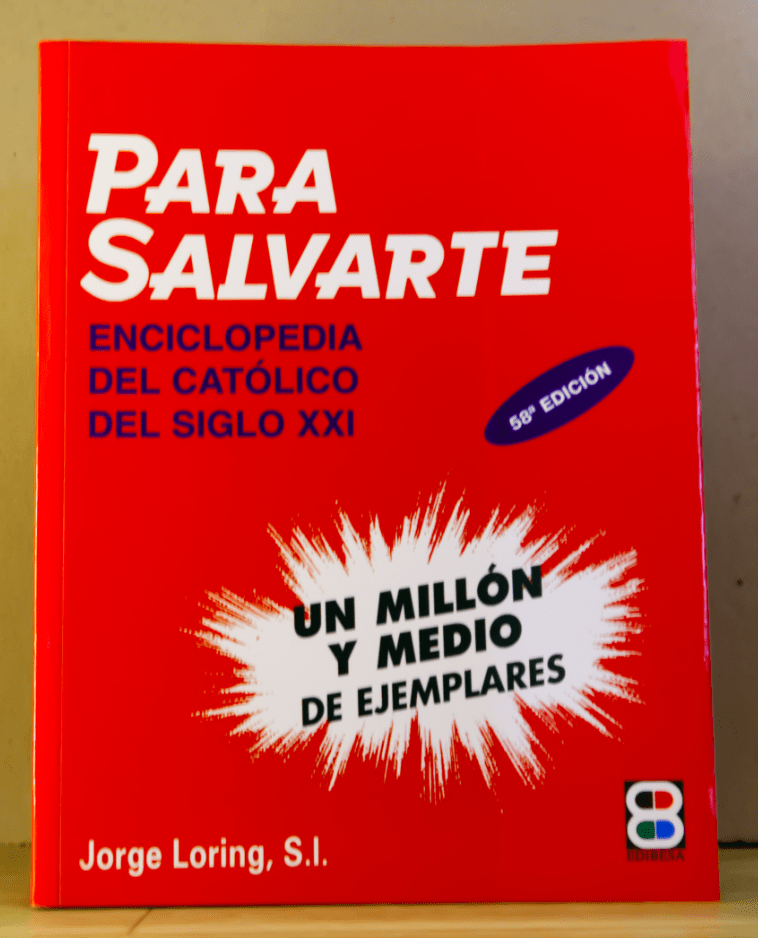 PARA
SALVARTE
ENCICLOPEDIA
DEL CATÓLICO
DEL SIGLO XXI
58ª EDICIÓN
UN MILLÓN
Y MEDIO
DE EJEMPLARES
Jorge Loring, S.I.
EDIBESA